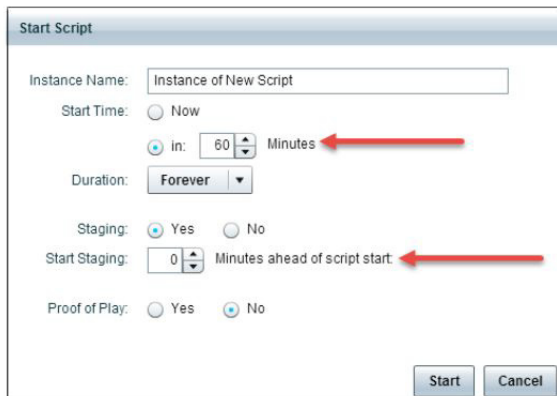 Start Script
Instance Name: Instance of New Script
Start Time: Now
in: 60 Minutes
Duration: Forever
Staging: Yes No
Start Staging: 0 Minutes ahead of script start:
Proof of Play: Yes No
Start Cancel